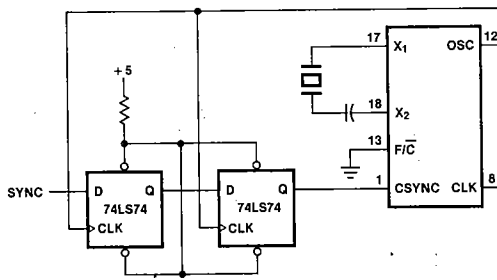 +5
SYNC
D Q
74LS74
CLK
D Q
74LS74
CLK
17 X1 OSC 12
18 X2
13 F/C̅
1 CSYNC CLK 8